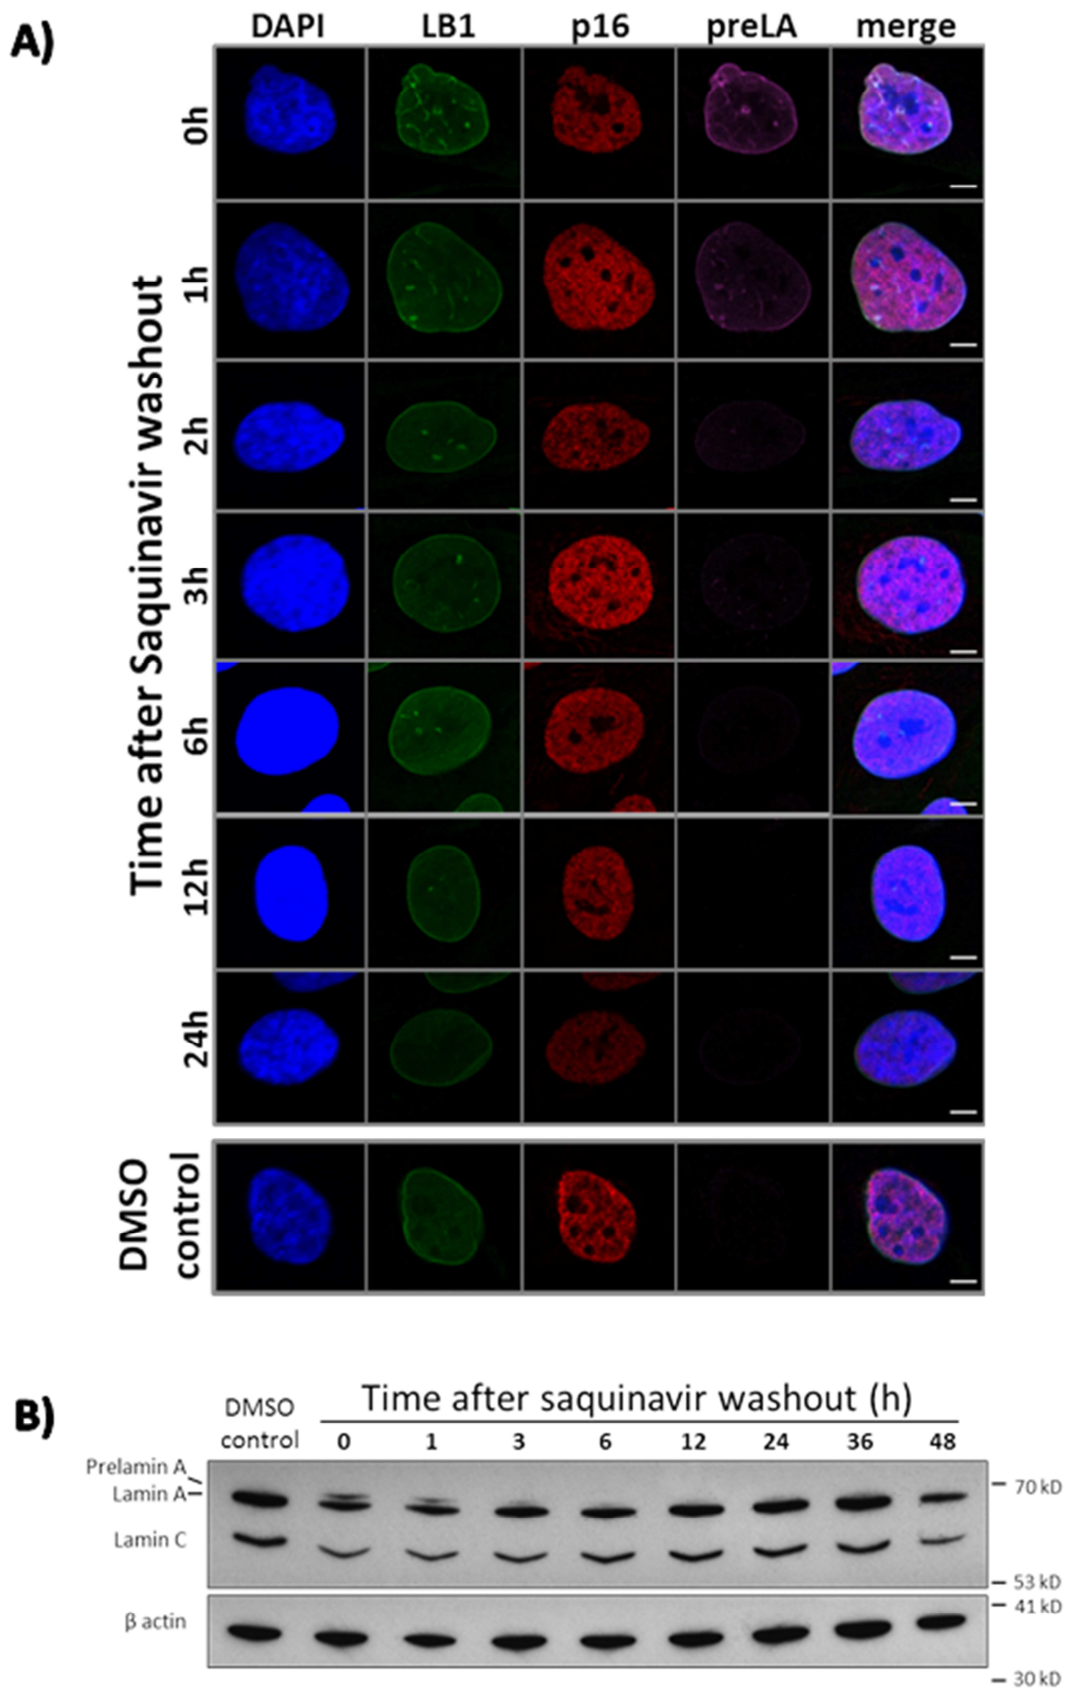 A)
DAPI LB1 p16 preLA merge
Time after Saquinavir washout
0h
1h
2h
3h
6h
12h
24h
DMSO
control
B)
DMSO
control
Time after saquinavir washout (h)
0 1 3 6 12 24 36 48
Prelamin A
Lamin A
Lamin C
β actin
70 kD
53 kD
41 kD
30 kD